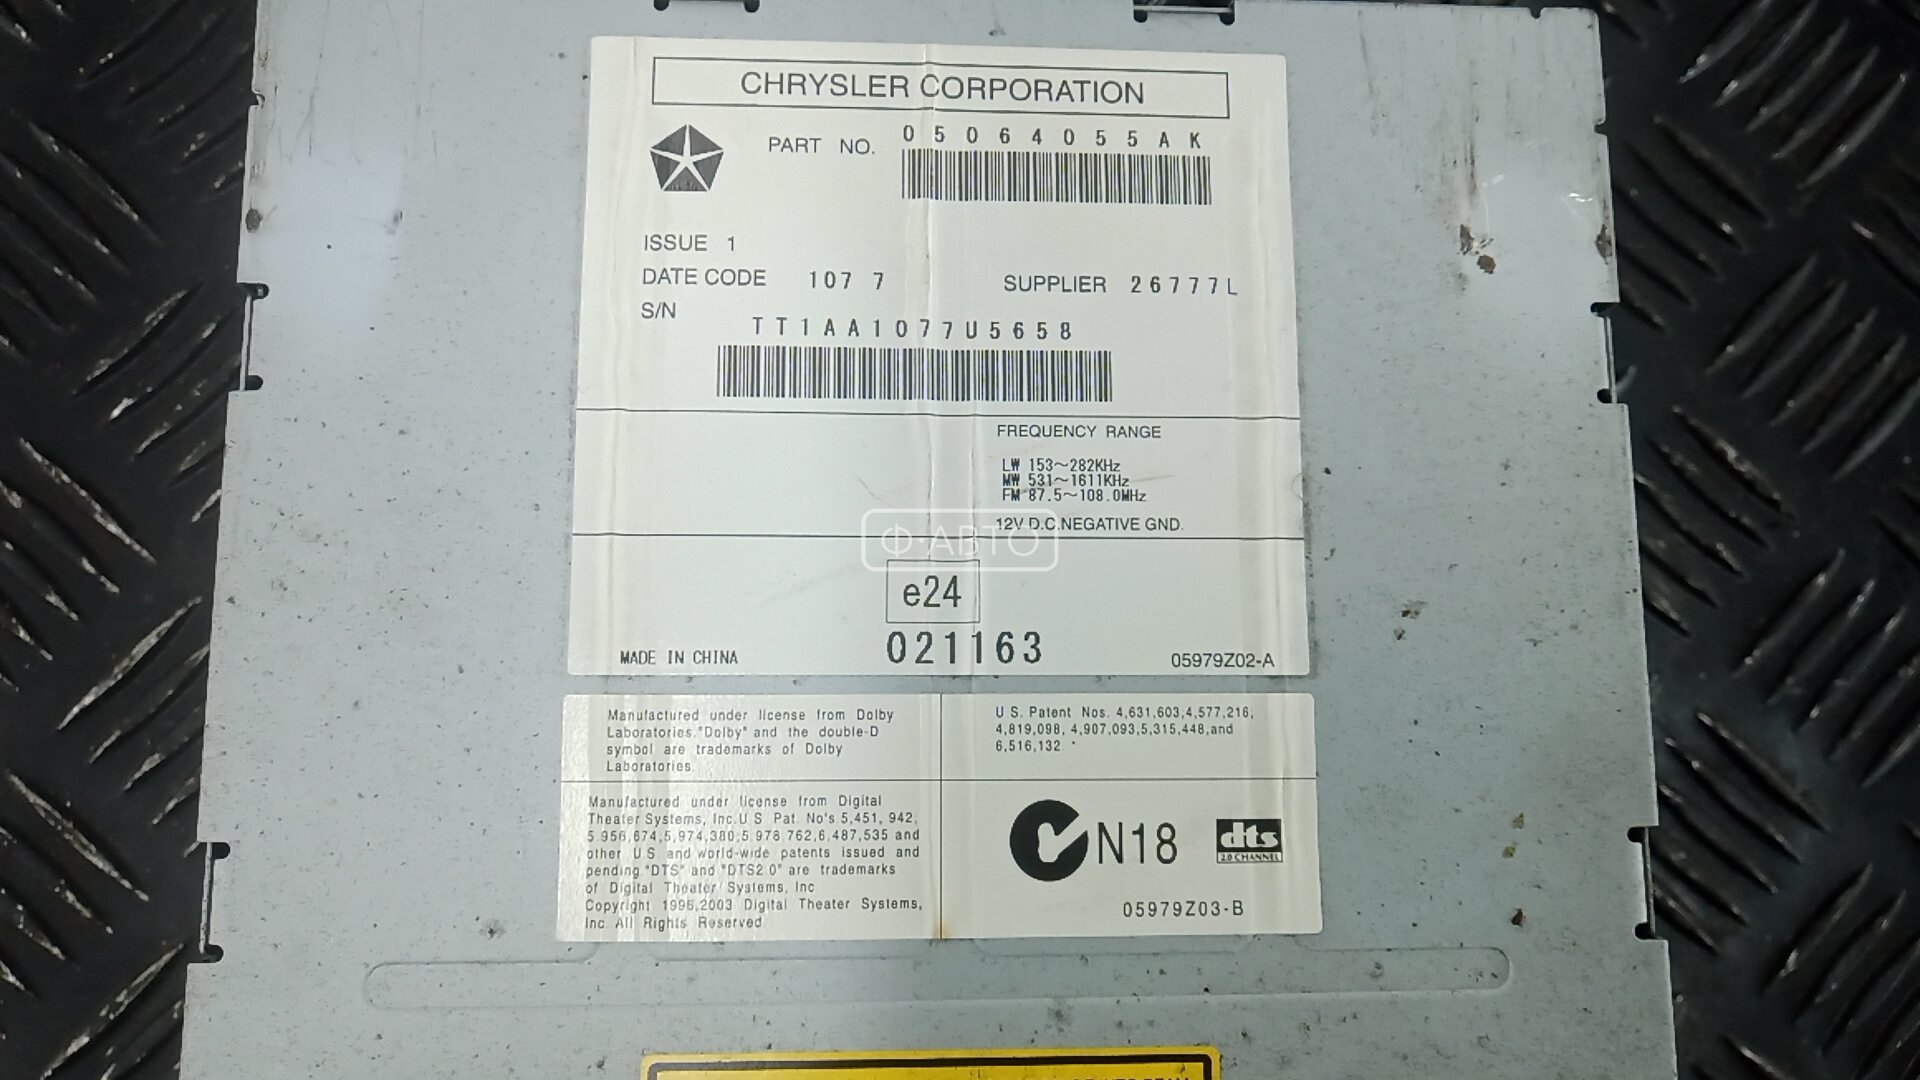 CHRYSLER CORPORATION
PART NO. 05064055AK
ISSUE 1
DATE CODE 107 7 SUPPLIER 26777L
S/N
TT1AA1077U5658
FREQUENCY RANGE
LW 153~282KHz
MW 531~1611KHz
FM 87.5~108.0MHz
12V D.C.NEGATIVE GND.
Ф·АВТО
e24
021163
MADE IN CHINA
05979Z02-A
Manufactured under license from Dolby
Laboratories."Dolby" and the double-D
symbol are trademarks of Dolby
Laboratories.
U.S. Patent Nos. 4,631,603,4,577,216,
4,819,098, 4,907,093,5,315,448,and
6,516,132.
Manufactured under license from Digital
Theater Systems, Inc.U.S. Pat. No's 5,451, 942,
5,956,674,5,974,380,5,978,762,6,487,535 and
other U.S. and world-wide patents issued and
pending."DTS" and "DTS2.0" are trademarks
of Digital Theater Systems, Inc.
Copyright 1996,2003 Digital Theater Systems,
Inc. All Rights Reserved.
N18
dts
2.0 CHANNEL
05979Z03-B